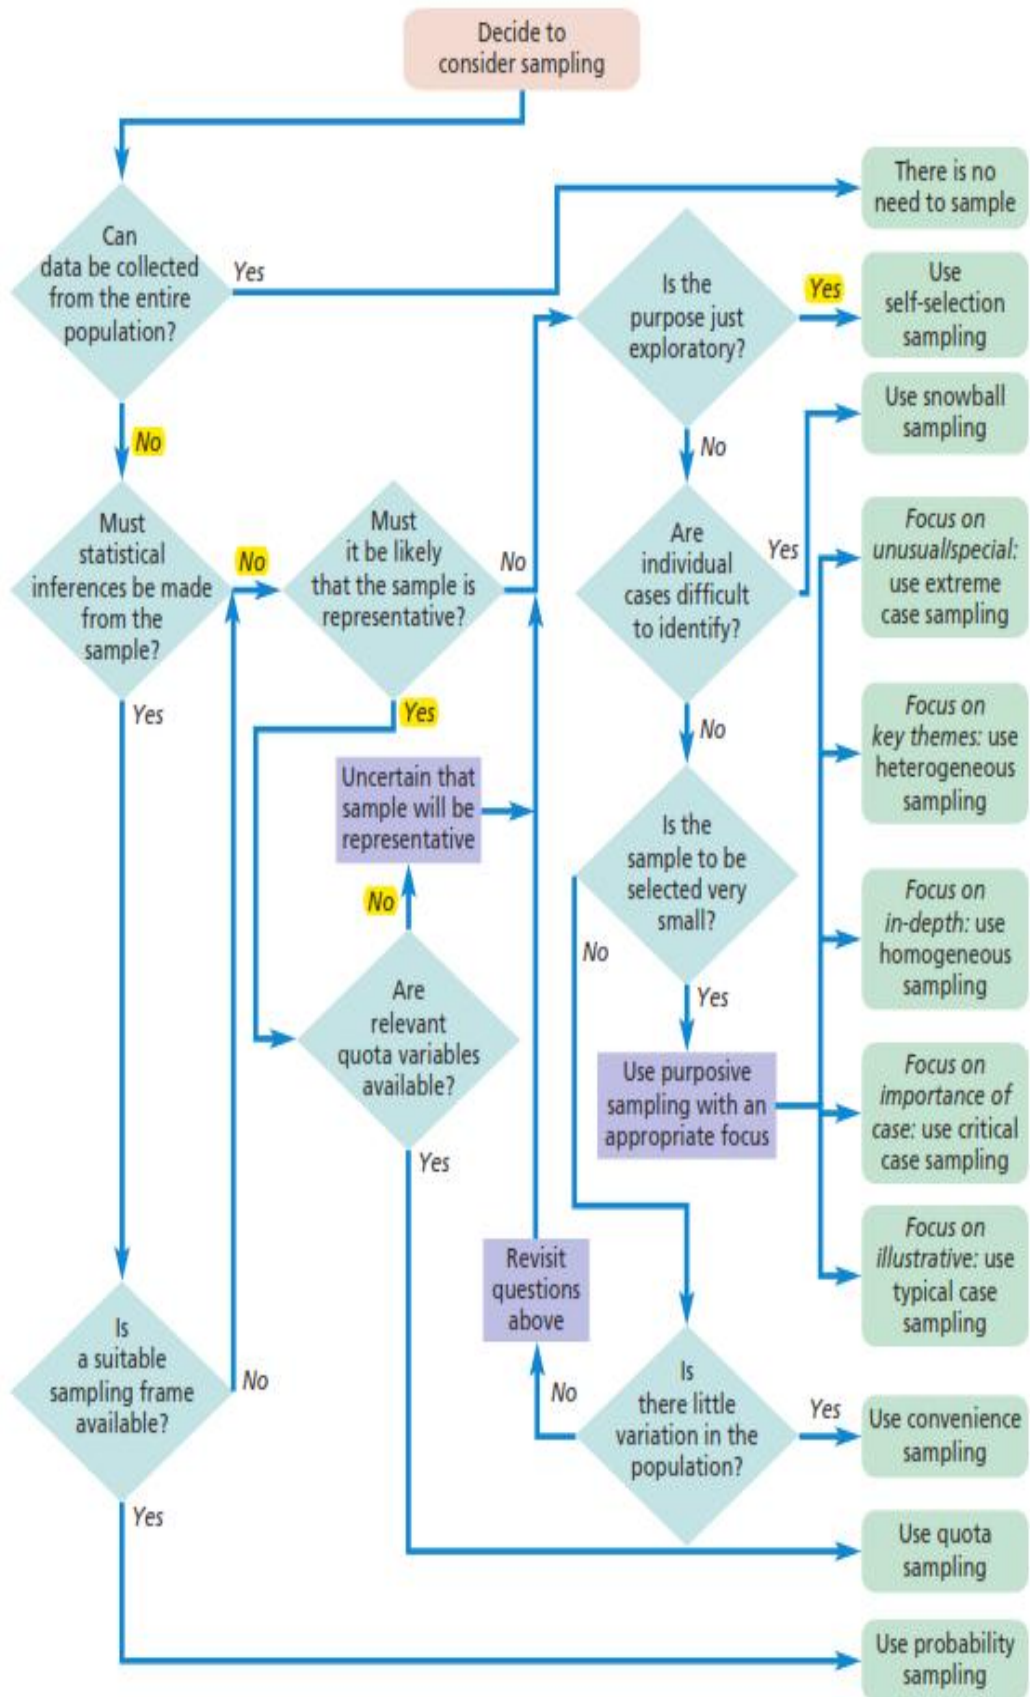 Decide to
consider sampling
There is no
need to sample
Can
data be collected
from the entire
population?
Yes
No
Is the
purpose just
exploratory?
Yes
No
Use
self-selection
sampling
Use snowball
sampling
Must
statistical
inferences be made
from the
sample?
No
Yes
Must
it be likely
that the sample is
representative?
No
Yes
Are
individual
cases difficult
to identify?
Yes
No
Focus on
unusual/special:
use extreme
case sampling
Focus on
key themes: use
heterogeneous
sampling
Uncertain that
sample will be
representative
No
Is the
sample to be
selected very
small?
No
Yes
Focus on
in-depth: use
homogeneous
sampling
Are
relevant
quota variables
available?
Yes
Use purposive
sampling with an
appropriate focus
Focus on
importance of
case: use critical
case sampling
Focus on
illustrative: use
typical case
sampling
Revisit
questions
above
Is
a suitable
sampling frame
available?
No
Yes
No
Is
there little
variation in the
population?
Yes
Use convenience
sampling
Use quota
sampling
Use probability
sampling